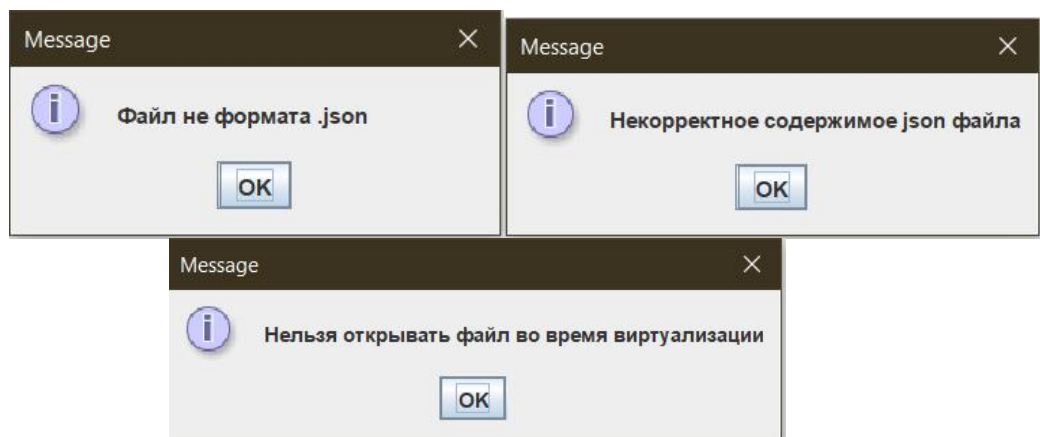 Message
Файл не формата .json
OK
Message
Некорректное содержимое json файла
OK
Message
Нельзя открывать файл во время виртуализации
OK